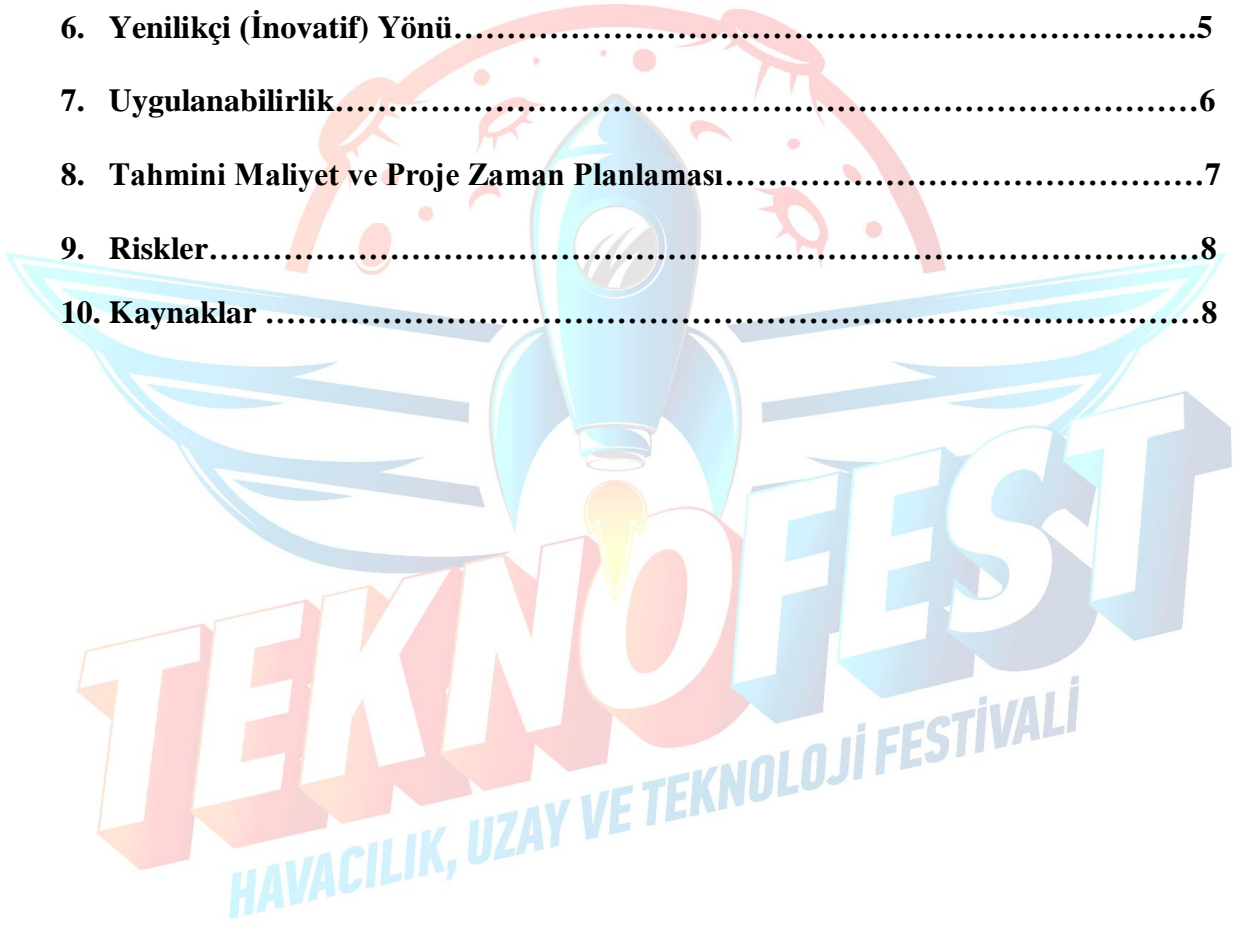 6. Yenilikçi (İnovatif) Yönü……………………………………………………………….5
7. Uygulanabilirlik……………………………………………………………………………6
8. Tahmini Maliyet ve Proje Zaman Planlaması…………………………………………7
9. Riskler………………………………………………………………………………………8
10. Kaynaklar …………………………………………………………………………………8
TEKNOFEST
HAVACILIK, UZAY VE TEKNOLOJİ FESTİVALİ